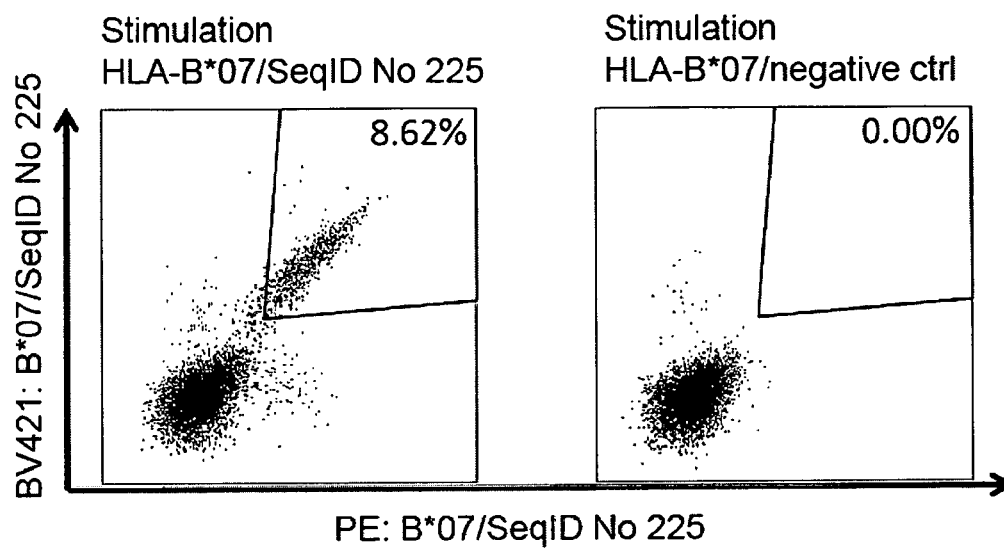 Stimulation
HLA-B*07/SeqID No 225
Stimulation
HLA-B*07/negative ctrl
8.62%
0.00%
BV421: B*07/SeqID No 225
PE: B*07/SeqID No 225